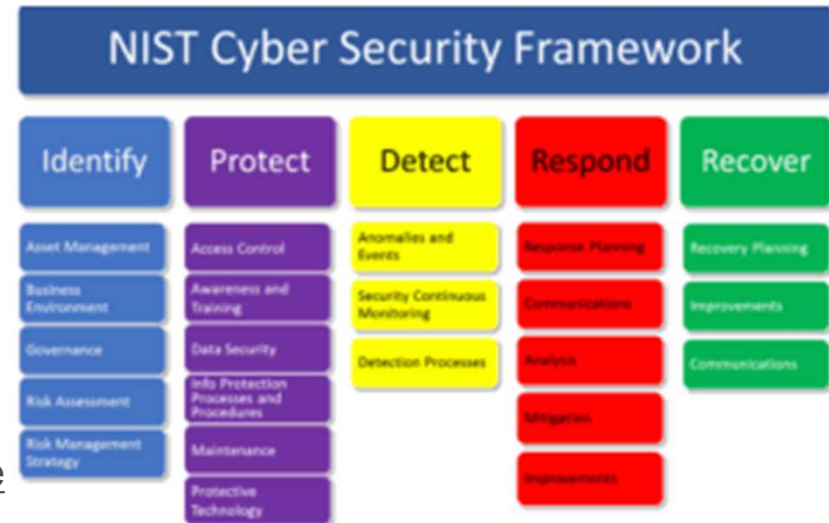 NIST Cyber Security Framework
Identify
Protect
Detect
Respond
Recover
Asset Management
Business
Environment
Governance
Risk Assessment
Risk Management
Strategy
Access Control
Awareness and
Training
Data Security
Info Protection
Processes and
Procedures
Maintenance
Protective
Technology
Anomalies and
Events
Security Continuous
Monitoring
Detection Processes
Response Planning
Communications
Analysis
Mitigation
Improvements
Recovery Planning
Improvements
Communications
e